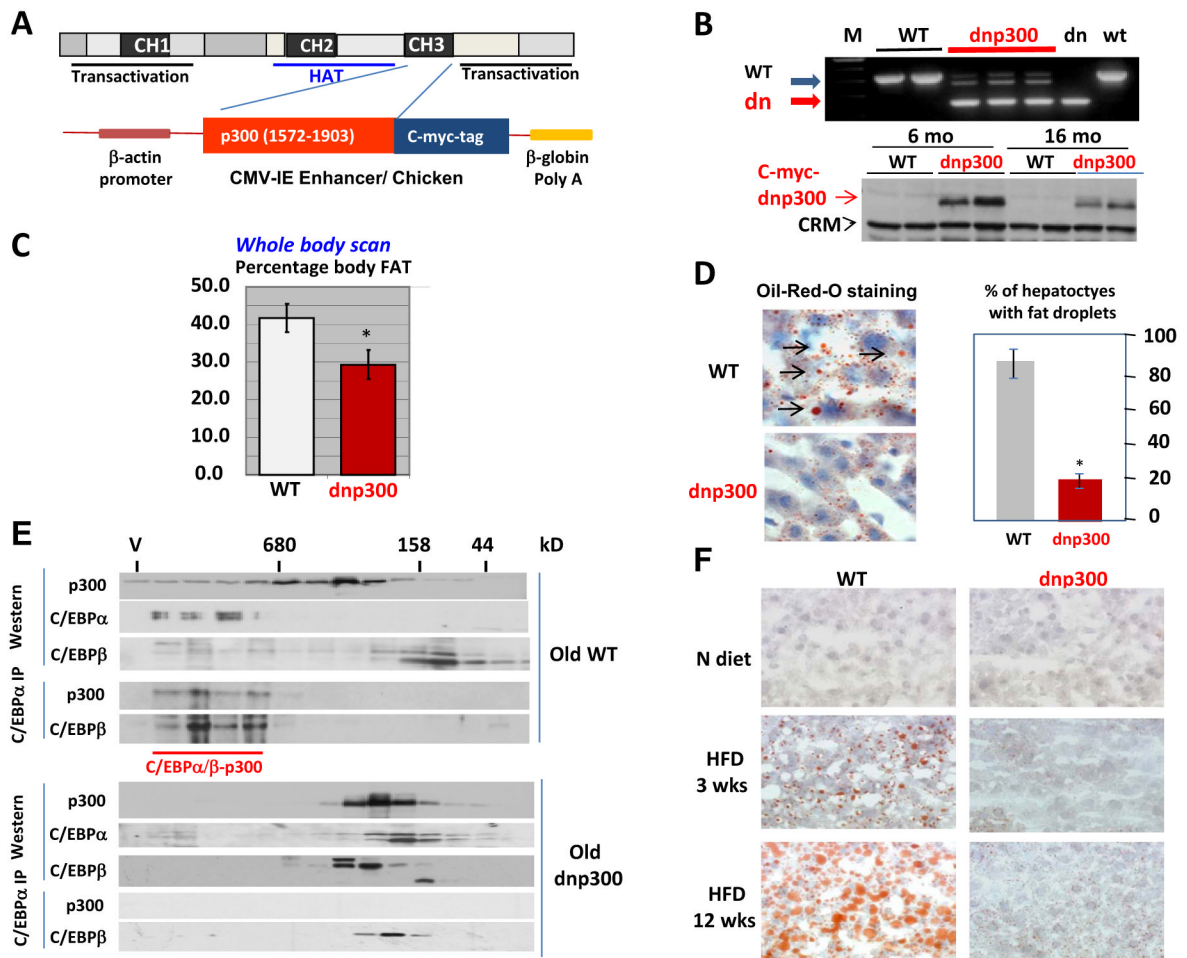 A
CH1
CH2
CH3
Transactivation
HAT
Transactivation
p300 (1572-1903)
C-myc-tag
β-actin
promoter
CMV-IE Enhancer/ Chicken
β-globin
Poly A
B
M
WT
dnp300
dn
wt
WT
dn
6 mo
16 mo
WT
dnp300
WT
dnp300
C-myc-
dnp300
CRM
C
Whole body scan
Percentage body FAT
50.0
40.0
30.0
20.0
10.0
0.0
*
WT
dnp300
D
Oil-Red-O staining
WT
dnp300
% of hepatoctyes
with fat droplets
100
80
60
40
20
0
*
WT
dnp300
E
V
680
158
44
kD
Western
p300
C/EBPα
C/EBPβ
C/EBPα IP
p300
C/EBPβ
Old WT
C/EBPα/β-p300
Western
p300
C/EBPα
C/EBPβ
C/EBPα IP
p300
C/EBPβ
Old
dnp300
F
WT
dnp300
N diet
HFD
3 wks
HFD
12 wks